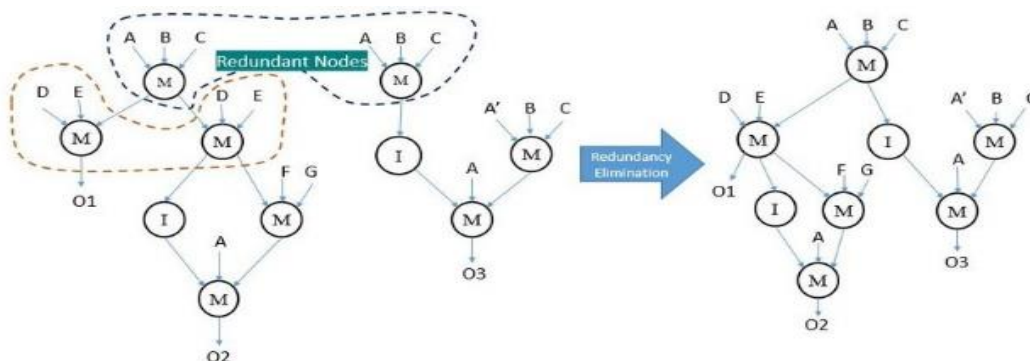 A B C A B C
Redundant Nodes
M M
D E D E
A' B C
M M M
I
A
F G
O1
I M M
A
O3
M
O2
Redundancy
Elimination
A B C
M
D E A' B C
M I M
O1 F G A
I M M
A
O3
M
O2